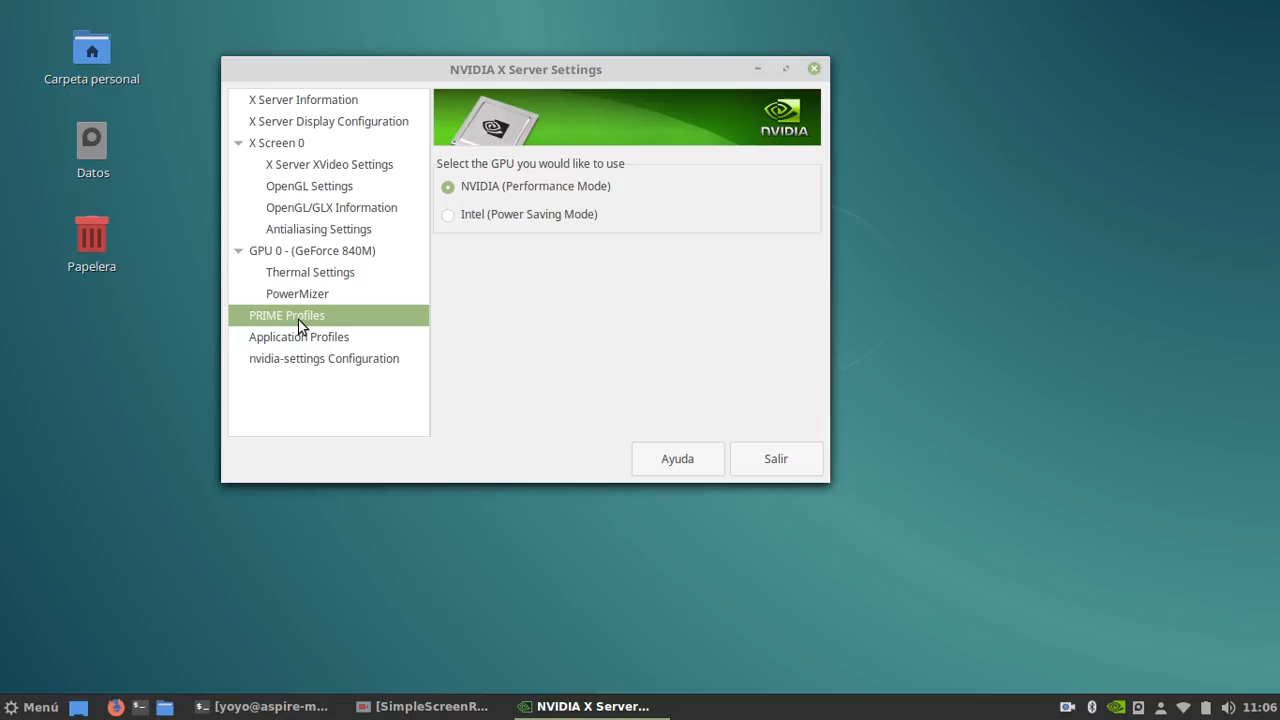 Carpeta personal
Datos
Papelera
NVIDIA X Server Settings
X Server Information
X Server Display Configuration
X Screen 0
X Server XVideo Settings
OpenGL Settings
OpenGL/GLX Information
Antialiasing Settings
GPU 0 - (GeForce 840M)
Thermal Settings
PowerMizer
PRIME Profiles
Application Profiles
nvidia-settings Configuration
NVIDIA
Select the GPU you would like to use
NVIDIA (Performance Mode)
Intel (Power Saving Mode)
Ayuda
Salir
Menú
[yoyo@aspire-m...
[SimpleScreenR...
NVIDIA X Server...
11:06